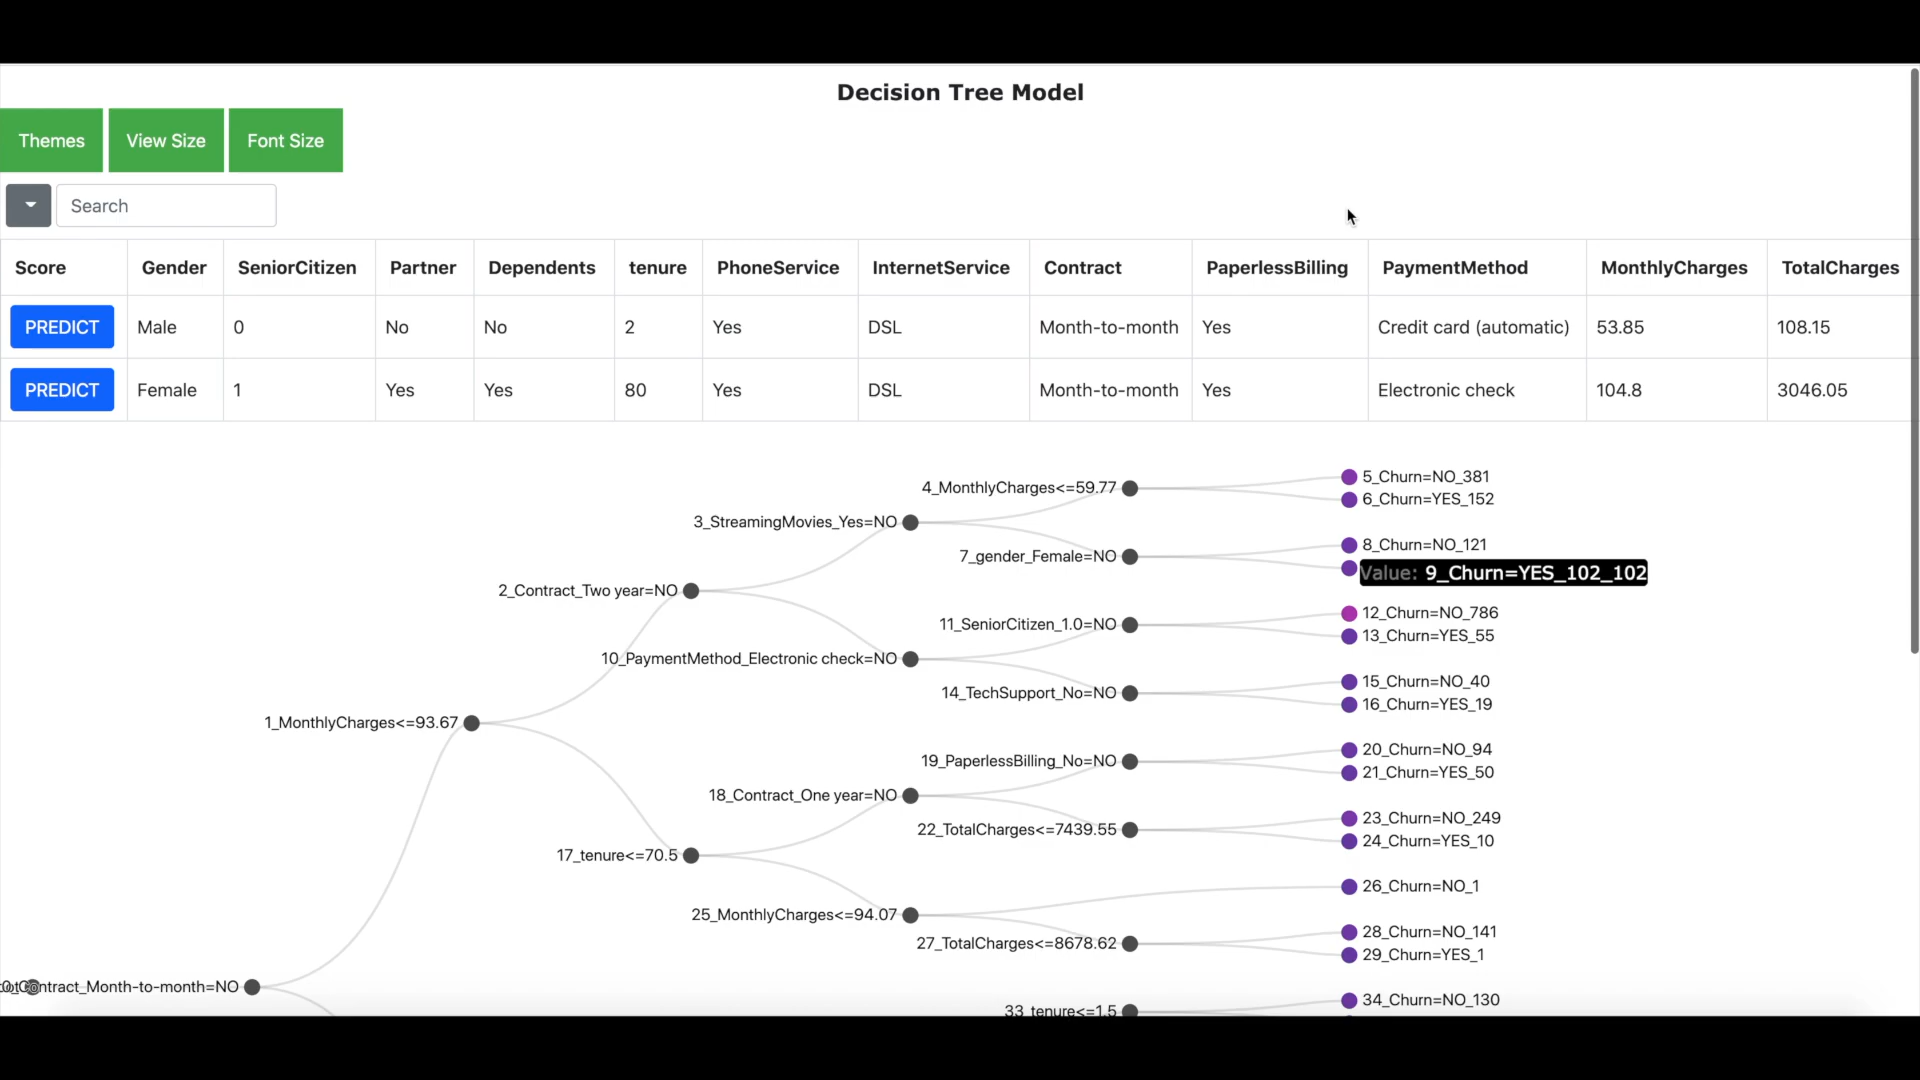 Decision Tree Model
Themes View Size Font Size
Search
Score Gender SeniorCitizen Partner Dependents tenure PhoneService InternetService Contract PaperlessBilling PaymentMethod MonthlyCharges TotalCharges
PREDICT Male 0 No No 2 Yes DSL Month-to-month Yes Credit card (automatic) 53.85 108.15
PREDICT Female 1 Yes Yes 80 Yes DSL Month-to-month Yes Electronic check 104.8 3046.05
5_Churn=NO_381
4_MonthlyCharges<=59.77
6_Churn=YES_152
3_StreamingMovies_Yes=NO
8_Churn=NO_121
7_gender_Female=NO
Value: 9_Churn=YES_102_102
2_Contract_Two year=NO
12_Churn=NO_786
11_SeniorCitizen_1.0=NO
13_Churn=YES_55
10_PaymentMethod_Electronic check=NO
15_Churn=NO_40
14_TechSupport_No=NO
16_Churn=YES_19
1_MonthlyCharges<=93.67
20_Churn=NO_94
19_PaperlessBilling_No=NO
21_Churn=YES_50
18_Contract_One year=NO
23_Churn=NO_249
22_TotalCharges<=7439.55
24_Churn=YES_10
17_tenure<=70.5
26_Churn=NO_1
25_MonthlyCharges<=94.07
28_Churn=NO_141
27_TotalCharges<=8678.62
29_Churn=YES_1
Contract_Month-to-month=NO
34_Churn=NO_130
33_tenure<=1.5